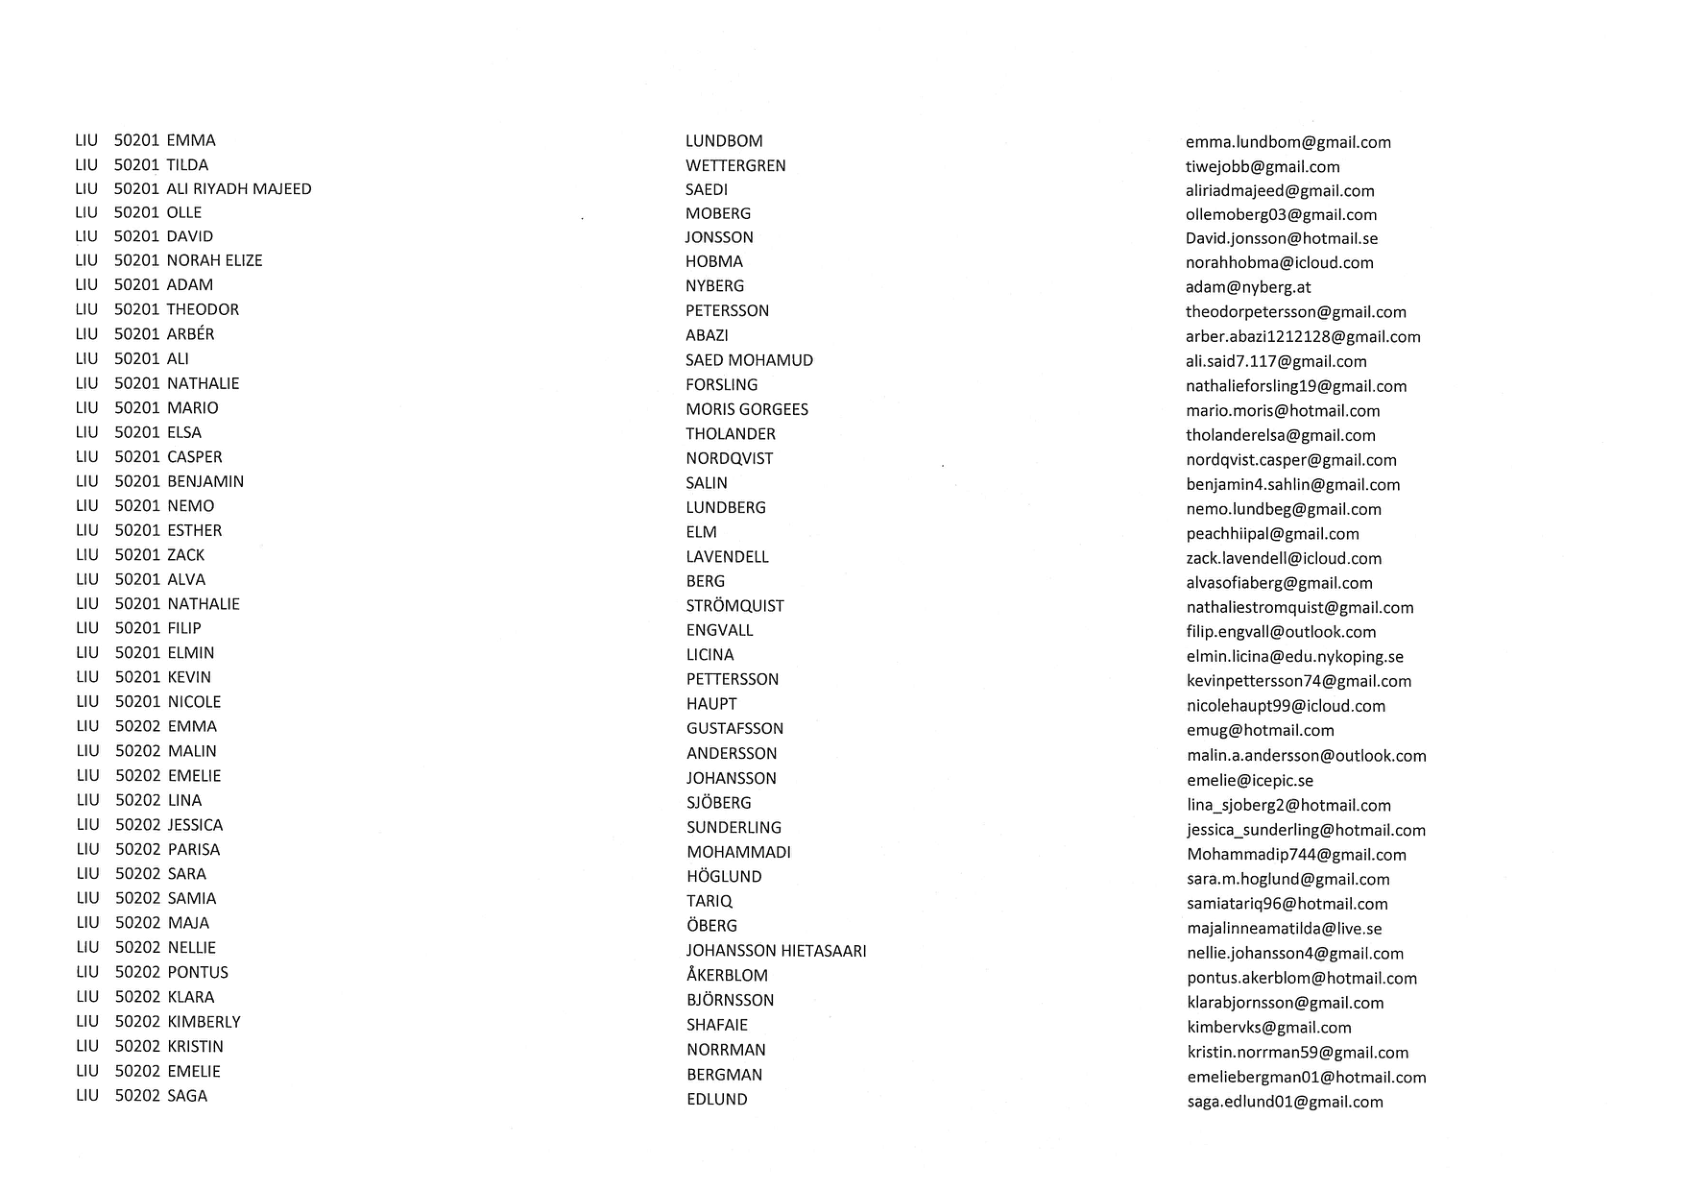 LIU 50201 EMMA LUNDBOM emma.lundbom@gmail.com
LIU 50201 TILDA WETTERGREN tiwejobb@gmail.com
LIU 50201 ALI RIYADH MAJEED SAEDI aliriadmajeed@gmail.com
LIU 50201 OLLE MOBERG ollemoberg03@gmail.com
LIU 50201 DAVID JONSSON David.jonsson@hotmail.se
LIU 50201 NORAH ELIZE HOBMA norahhobma@icloud.com
LIU 50201 ADAM NYBERG adam@nyberg.at
LIU 50201 THEODOR PETERSSON theodorpetersson@gmail.com
LIU 50201 ARBÉR ABAZI arber.abazi1212128@gmail.com
LIU 50201 ALI SAED MOHAMUD ali.said7.117@gmail.com
LIU 50201 NATHALIE FORSLING nathalieforsling19@gmail.com
LIU 50201 MARIO MORIS GORGEES mario.moris@hotmail.com
LIU 50201 ELSA THOLANDER tholanderelsa@gmail.com
LIU 50201 CASPER NORDQVIST nordqvist.casper@gmail.com
LIU 50201 BENJAMIN SALIN benjamin4.sahlin@gmail.com
LIU 50201 NEMO LUNDBERG nemo.lundbeg@gmail.com
LIU 50201 ESTHER ELM peachhiipal@gmail.com
LIU 50201 ZACK LAVENDELL zack.lavendell@icloud.com
LIU 50201 ALVA BERG alvasofiaberg@gmail.com
LIU 50201 NATHALIE STRÖMQUIST nathaliestromquist@gmail.com
LIU 50201 FILIP ENGVALL filip.engvall@outlook.com
LIU 50201 ELMIN LICINA elmin.licina@edu.nykoping.se
LIU 50201 KEVIN PETTERSSON kevinpettersson74@gmail.com
LIU 50201 NICOLE HAUPT nicolehaupt99@icloud.com
LIU 50202 EMMA GUSTAFSSON emug@hotmail.com
LIU 50202 MALIN ANDERSSON malin.a.andersson@outlook.com
LIU 50202 EMELIE JOHANSSON emelie@icepic.se
LIU 50202 LINA SJÖBERG lina_sjoberg2@hotmail.com
LIU 50202 JESSICA SUNDERLING jessica_sunderling@hotmail.com
LIU 50202 PARISA MOHAMMADI Mohammadip744@gmail.com
LIU 50202 SARA HÖGLUND sara.m.hoglund@gmail.com
LIU 50202 SAMIA TARIQ samiatariq96@hotmail.com
LIU 50202 MAJA ÖBERG majalinneamatilda@live.se
LIU 50202 NELLIE JOHANSSON HIETASAARI nellie.johansson4@gmail.com
LIU 50202 PONTUS ÅKERBLOM pontus.akerblom@hotmail.com
LIU 50202 KLARA BJÖRNSSON klarabjornsson@gmail.com
LIU 50202 KIMBERLY SHAFAIE kimbervks@gmail.com
LIU 50202 KRISTIN NORRMAN kristin.norrman59@gmail.com
LIU 50202 EMELIE BERGMAN emeliebergman01@hotmail.com
LIU 50202 SAGA EDLUND saga.edlund01@gmail.com